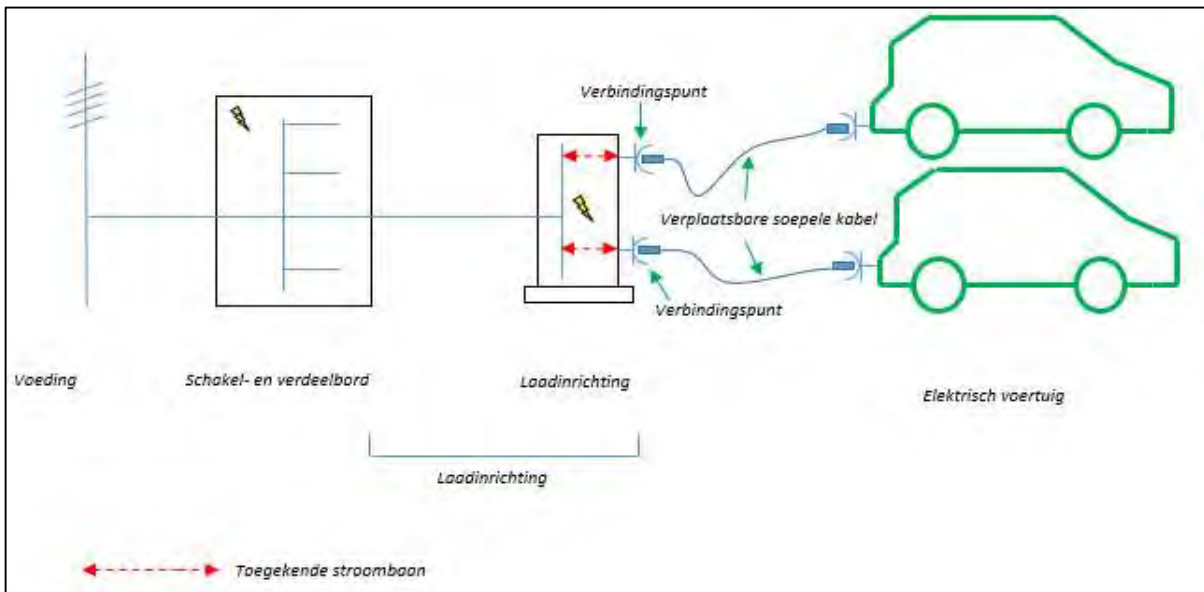 Verbindingspunt
Verplaatsbare soepele kabel
Verbindingspunt
Voeding
Schakel- en verdeelbord
Laadinrichting
Elektrisch voertuig
Laadinrichting
Toegekende stroombaan